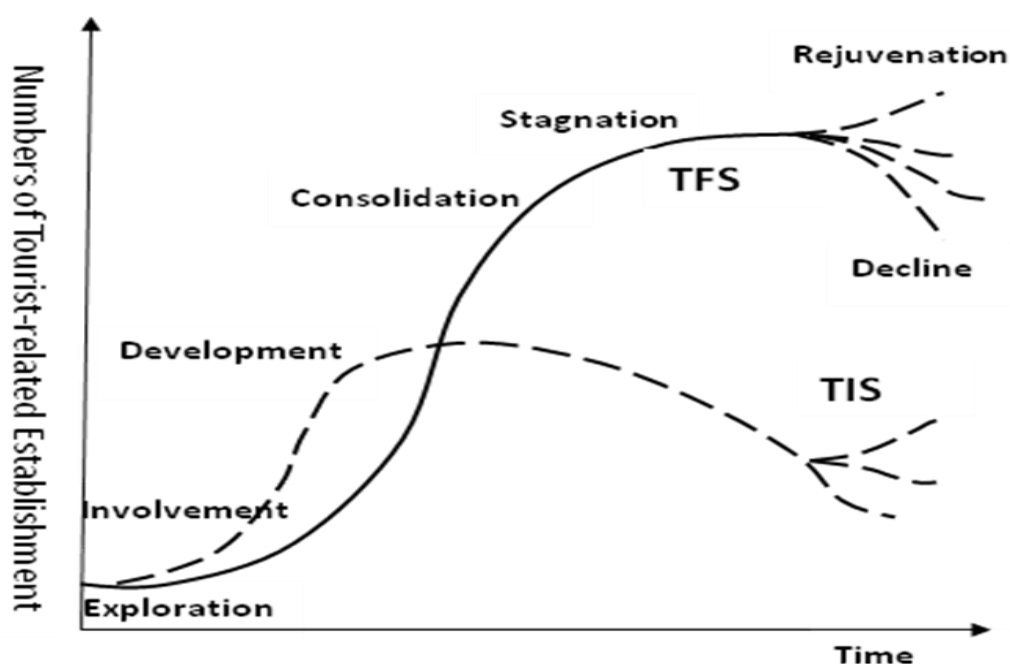 Numbers of Tourist-related Establishment
Rejuvenation
Stagnation
TFS
Consolidation
Decline
Development
TIS
Involvement
Exploration
Time